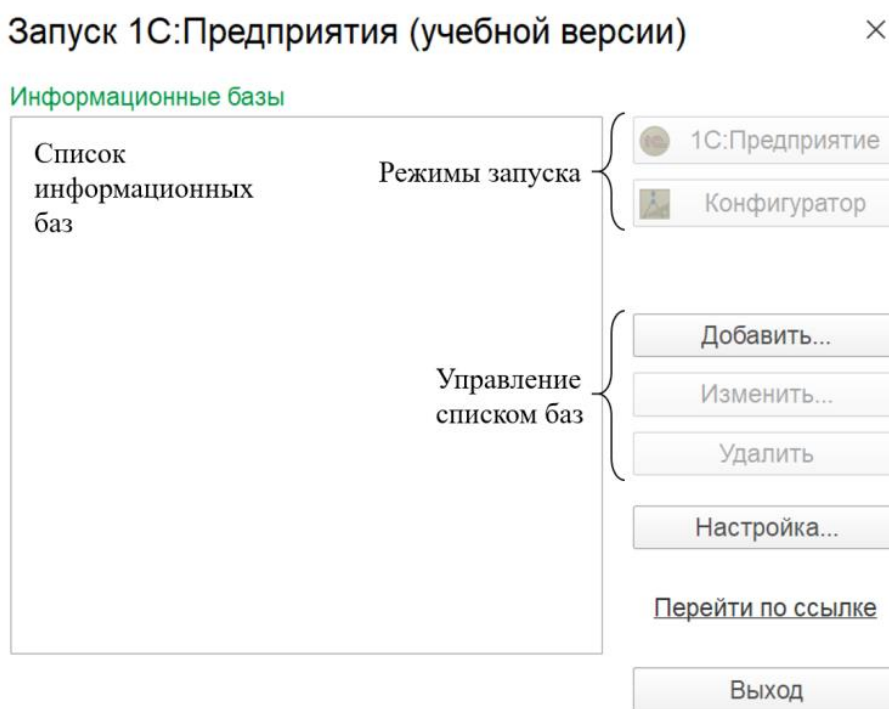 Запуск 1С:Предприятия (учебной версии)
Информационные базы
Список
информационных
баз
Режимы запуска
1С:Предприятие
Конфигуратор
Управление
списком баз
Добавить...
Изменить...
Удалить
Настройка...
Перейти по ссылке
Выход